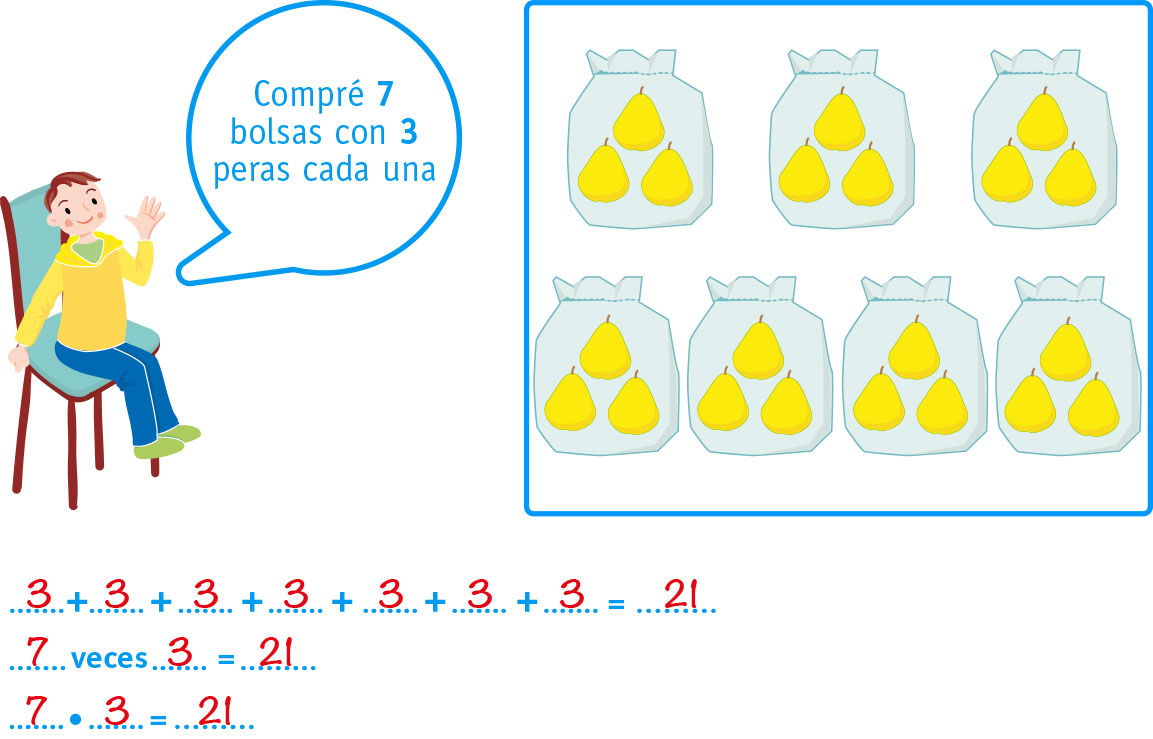 Compré 7
bolsas con 3
peras cada una
3 + 3 + 3 + 3 + 3 + 3 + 3 = 21
7 veces 3 = 21
7 • 3 = 21